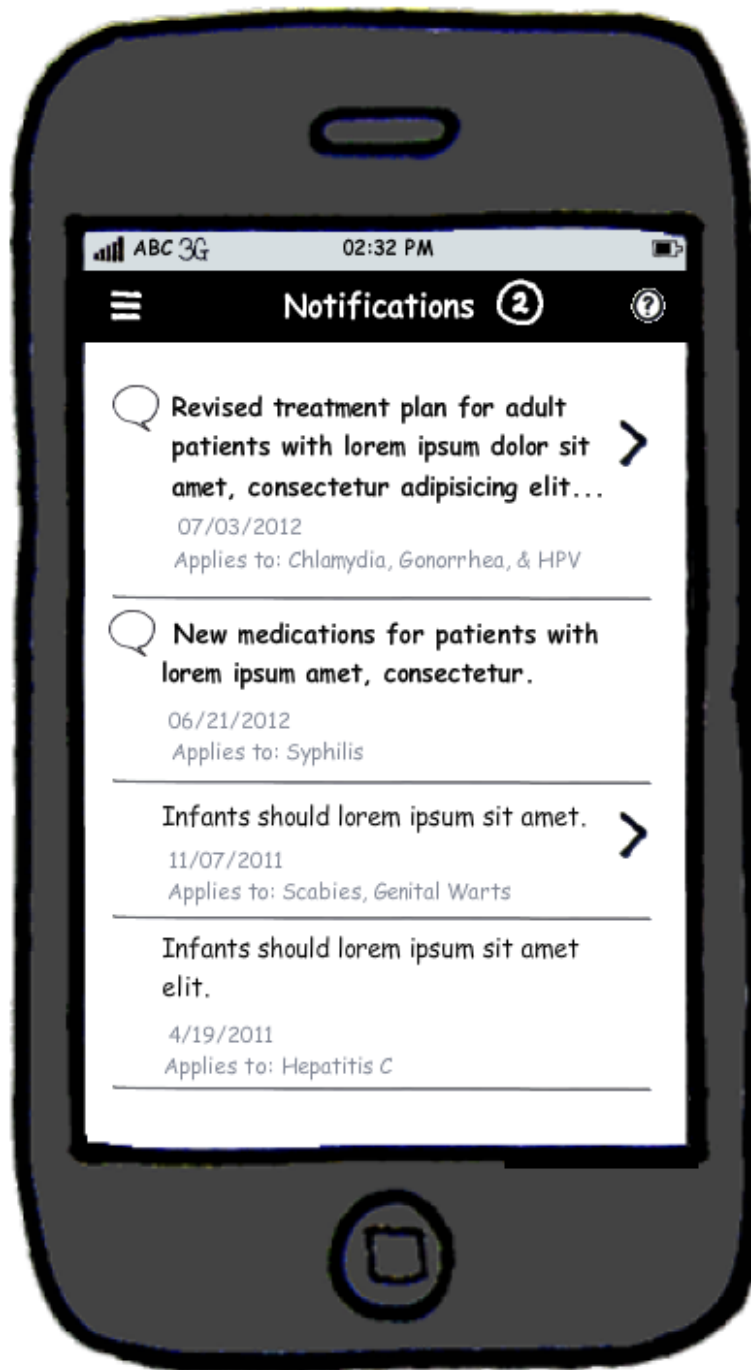 ABC 3G 02:32 PM
Notifications 2 ?
Revised treatment plan for adult
patients with lorem ipsum dolor sit
amet, consectetur adipisicing elit...
07/03/2012
Applies to: Chlamydia, Gonorrhea, & HPV
New medications for patients with
lorem ipsum amet, consectetur.
06/21/2012
Applies to: Syphilis
Infants should lorem ipsum sit amet.
11/07/2011
Applies to: Scabies, Genital Warts
Infants should lorem ipsum sit amet
elit.
4/19/2011
Applies to: Hepatitis C